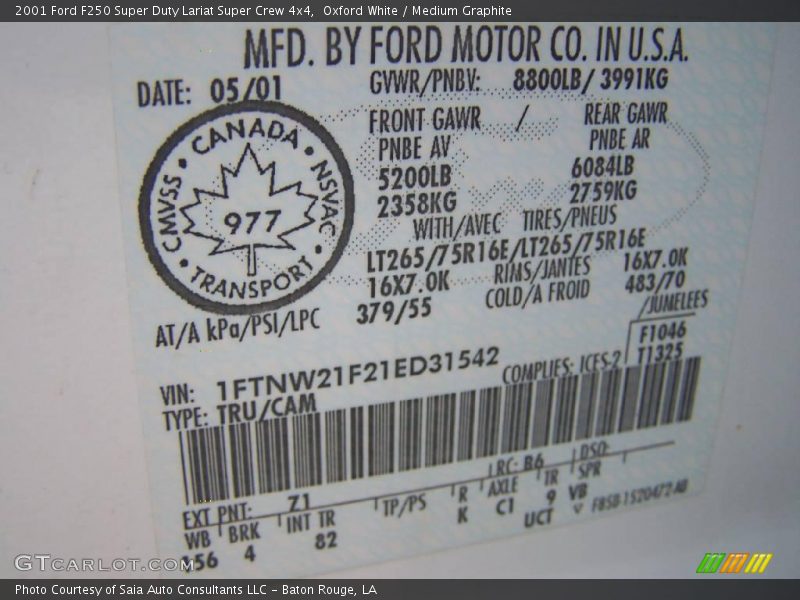 2001 Ford F250 Super Duty Lariat Super Crew 4x4, Oxford White / Medium Graphite
MFD. BY FORD MOTOR CO. IN U.S.A.
DATE: 05/01
GVWR/PNBV: 8800LB/ 3991KG
FRONT GAWR / REAR GAWR
PNBE AV PNBE AR
5200LB 6084LB
2358KG 2759KG
WITH/AVEC TIRES/PNEUS
LT265/75R16E/LT265/75R16E
16X7.0K RIMS/JANTES 16X7.0K
379/55 COLD/A FROID 483/70
CANADA
CMVSS
NSVAC
977
TRANSPORT
AT/A kPa/PSI/LPC
/JUMELEES
F1046
T1325
VIN: 1FTNW21F21ED31542
COMPLIES: ICES-2
TYPE: TRU/CAM
EXT PNT: Z1 RC: B6 DSO:
WB BRK INT TR TP/PS R AXLE TR SPR
156 4 82 K C1 9 VB
UCT V F85B-1520472-AB
GTCARLOT.COM
Photo Courtesy of Saia Auto Consultants LLC - Baton Rouge, LA